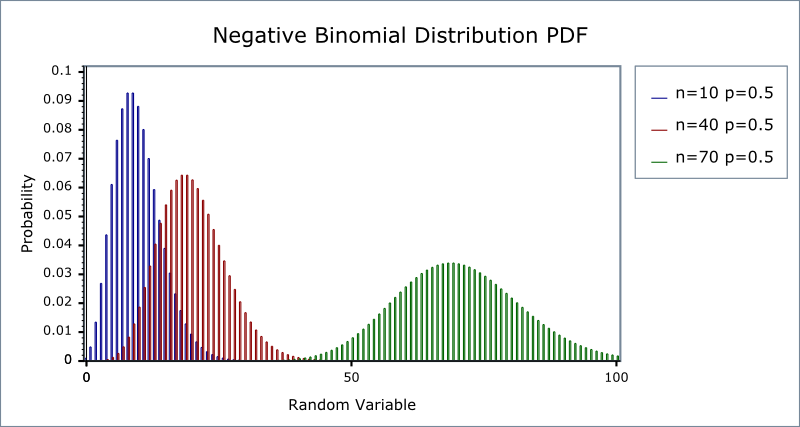 Negative Binomial Distribution PDF
0.1
0.09
0.08
0.07
0.06
0.05
0.04
0.03
0.02
0.01
0
Probability
0
50
100
Random Variable
n=10 p=0.5
n=40 p=0.5
n=70 p=0.5